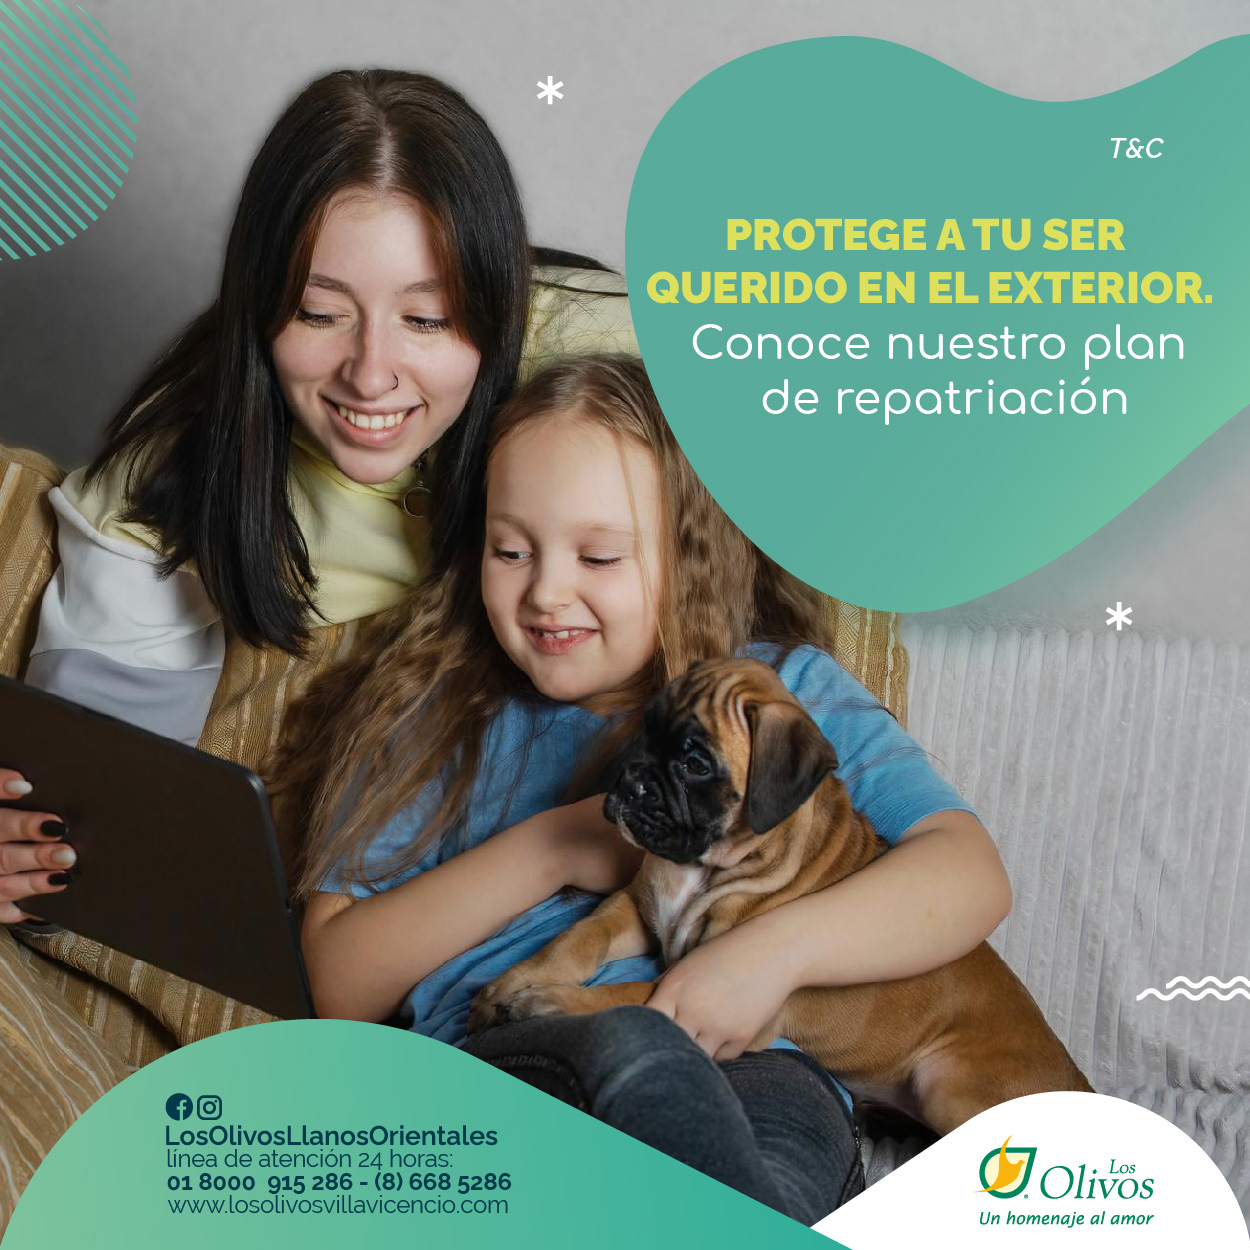 T&C
PROTEGE A TU SER
QUERIDO EN EL EXTERIOR.
Conoce nuestro plan
de repatriación
LosOlivosLlanosOrientales
línea de atención 24 horas:
01 8000 915 286 - (8) 668 5286
www.losolivosvillavicencio.com
Los
Olivos
Un homenaje al amor